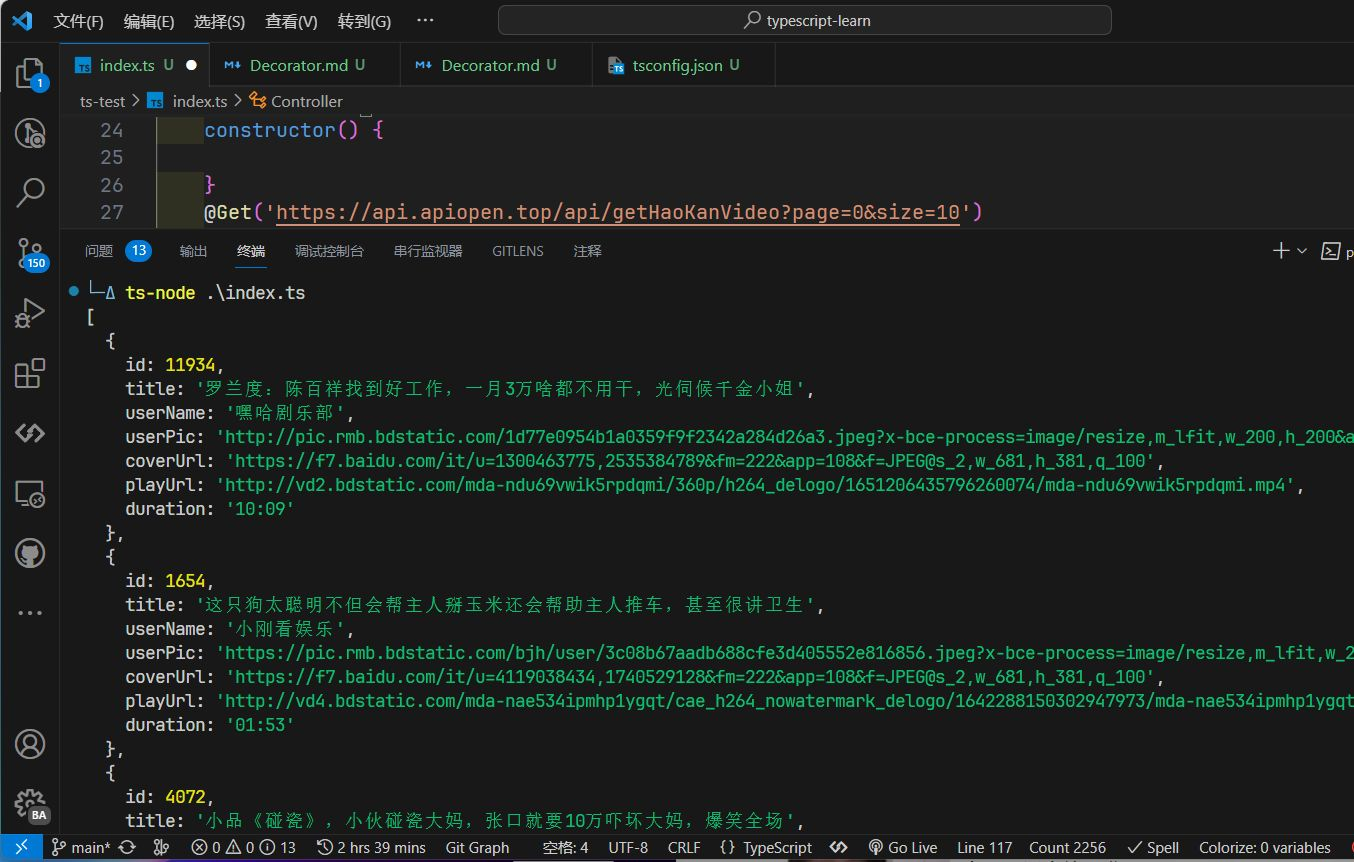 文件(F) 编辑(E) 选择(S) 查看(V) 转到(G) ··· typescript-learn
index.ts U Decorator.md U Decorator.md U tsconfig.json U
ts-test > index.ts > Controller
24 constructor() {
25
26 }
27 @Get('https://api.apiopen.top/api/getHaoKanVideo?page=0&size=10')
问题 13 输出 终端 调试控制台 串行监视器 GITLENS 注释
ts-node .\index.ts
[
{
id: 11934,
title: '罗兰度：陈百祥找到好工作，一月3万啥都不用干，光伺候千金小姐',
userName: '嘿哈剧乐部',
userPic: 'http://pic.rmb.bdstatic.com/1d77e0954b1a0359f9f2342a284d26a3.jpeg?x-bce-process=image/resize,m_lfit,w_200,h_200&a
coverUrl: 'https://f7.baidu.com/it/u=1300463775,2535384789&fm=222&app=108&f=JPEG@s_2,w_681,h_381,q_100',
playUrl: 'http://vd2.bdstatic.com/mda-ndu69vwik5rpdqmi/360p/h264_delogo/1651206435796260074/mda-ndu69vwik5rpdqmi.mp4',
duration: '10:09'
},
{
id: 1654,
title: '这只狗太聪明不但会帮主人掰玉米还会帮助主人推车，甚至很讲卫生',
userName: '小刚看娱乐',
userPic: 'https://pic.rmb.bdstatic.com/bjh/user/3c08b67aadb688cfe3d405552e816856.jpeg?x-bce-process=image/resize,m_lfit,w_2
coverUrl: 'https://f7.baidu.com/it/u=4119038434,1740529128&fm=222&app=108&f=JPEG@s_2,w_681,h_381,q_100',
playUrl: 'http://vd4.bdstatic.com/mda-nae534ipmhp1ygqt/cae_h264_nowatermark_delogo/1642288150302947973/mda-nae534ipmhp1ygqt
duration: '01:53'
},
{
id: 4072,
title: '小品《碰瓷》，小伙碰瓷大妈，张口就要10万吓坏大妈，爆笑全场',
main* 0 0 13 2 hrs 39 mins Git Graph 空格: 4 UTF-8 CRLF {} TypeScript Go Live Line 117 Count 2256 Spell Colorize: 0 variables
1
150
BA